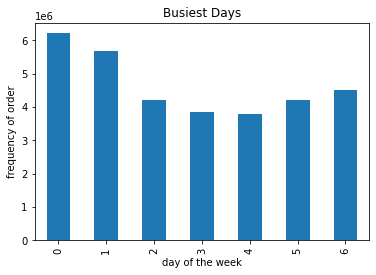 Busiest Days
1e6
6
5
4
3
2
1
0
frequency of order
0 1 2 3 4 5 6
day of the week